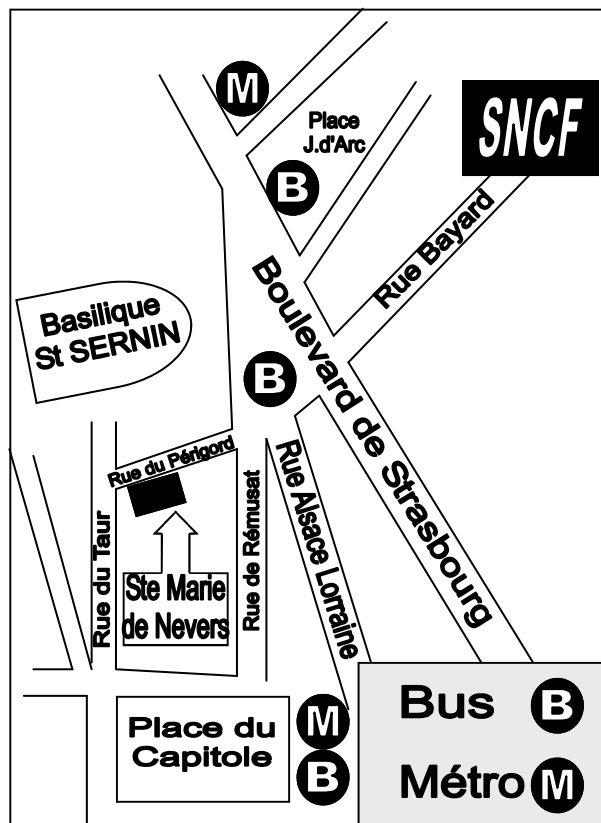 M
Place
J.d'Arc
SNCF
B
Rue Bayard
Boulevard de Strasbourg
Basilique
St SERNIN
B
Rue du Périgord
Rue du Taur
Rue de Rémusat
Rue Alsace Lorraine
Ste Marie
de Nevers
Place du
Capitole
M
B
Bus B
Métro M